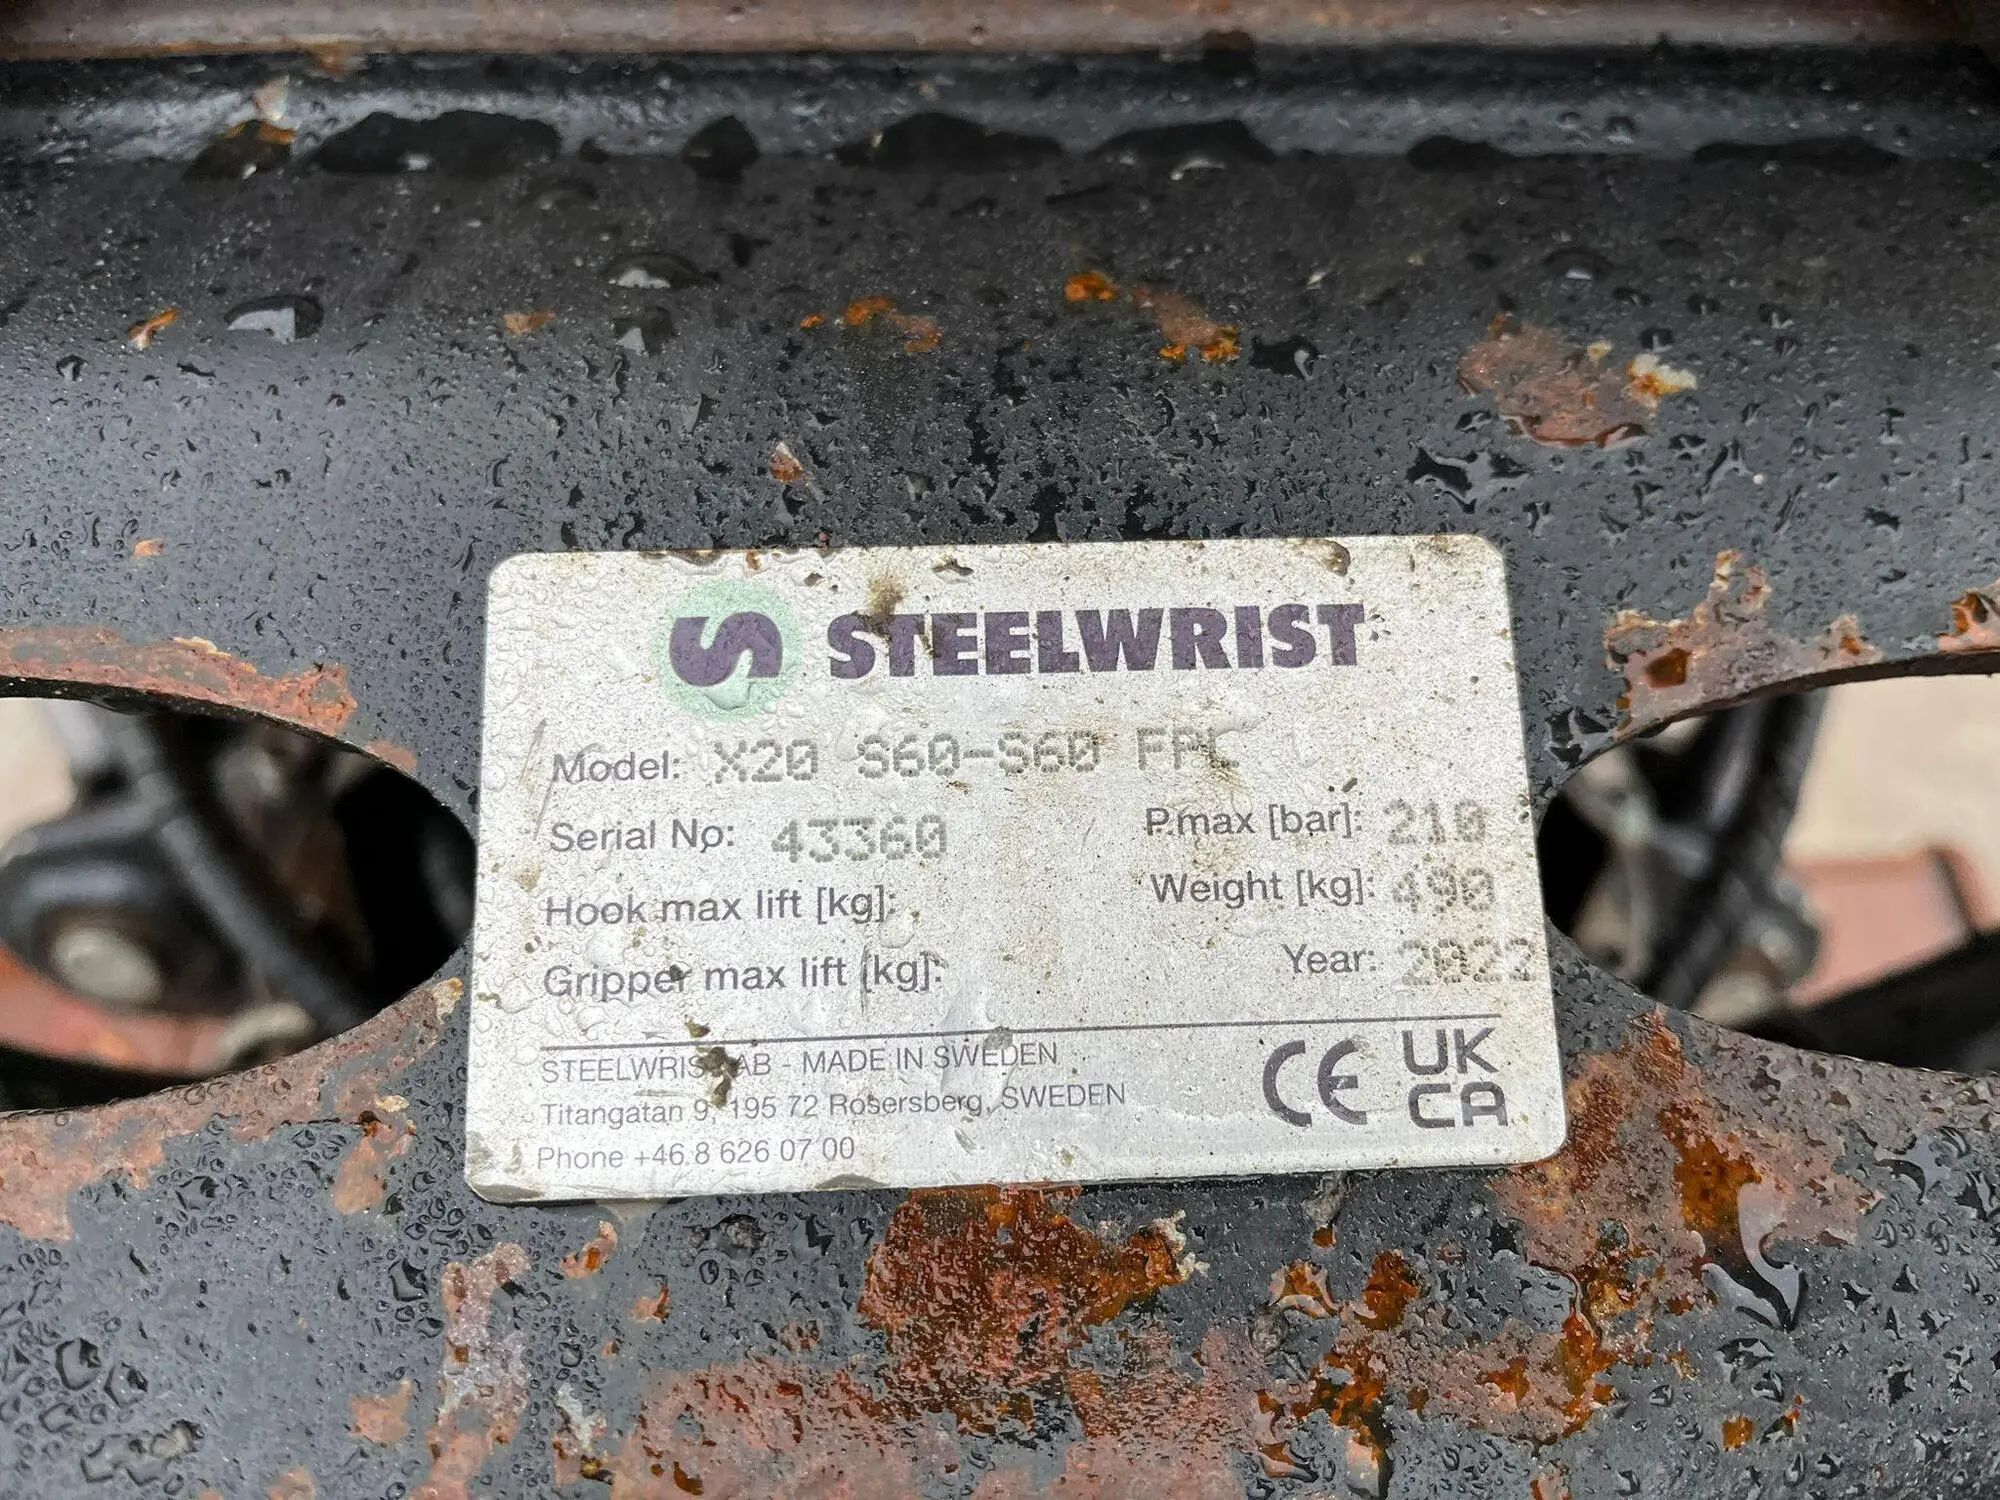 STEELWRIST
Model: X20 S60-S60 FPL
Serial No: 43360
P.max [bar]: 210
Hook max lift [kg]:
Weight [kg]: 490
Gripper max lift [kg]:
Year: 2022
STEELWRIST AB - MADE IN SWEDEN
Titangatan 9, 195 72 Rosersberg, SWEDEN
Phone +46 8 626 07 00
CE
UK
CA